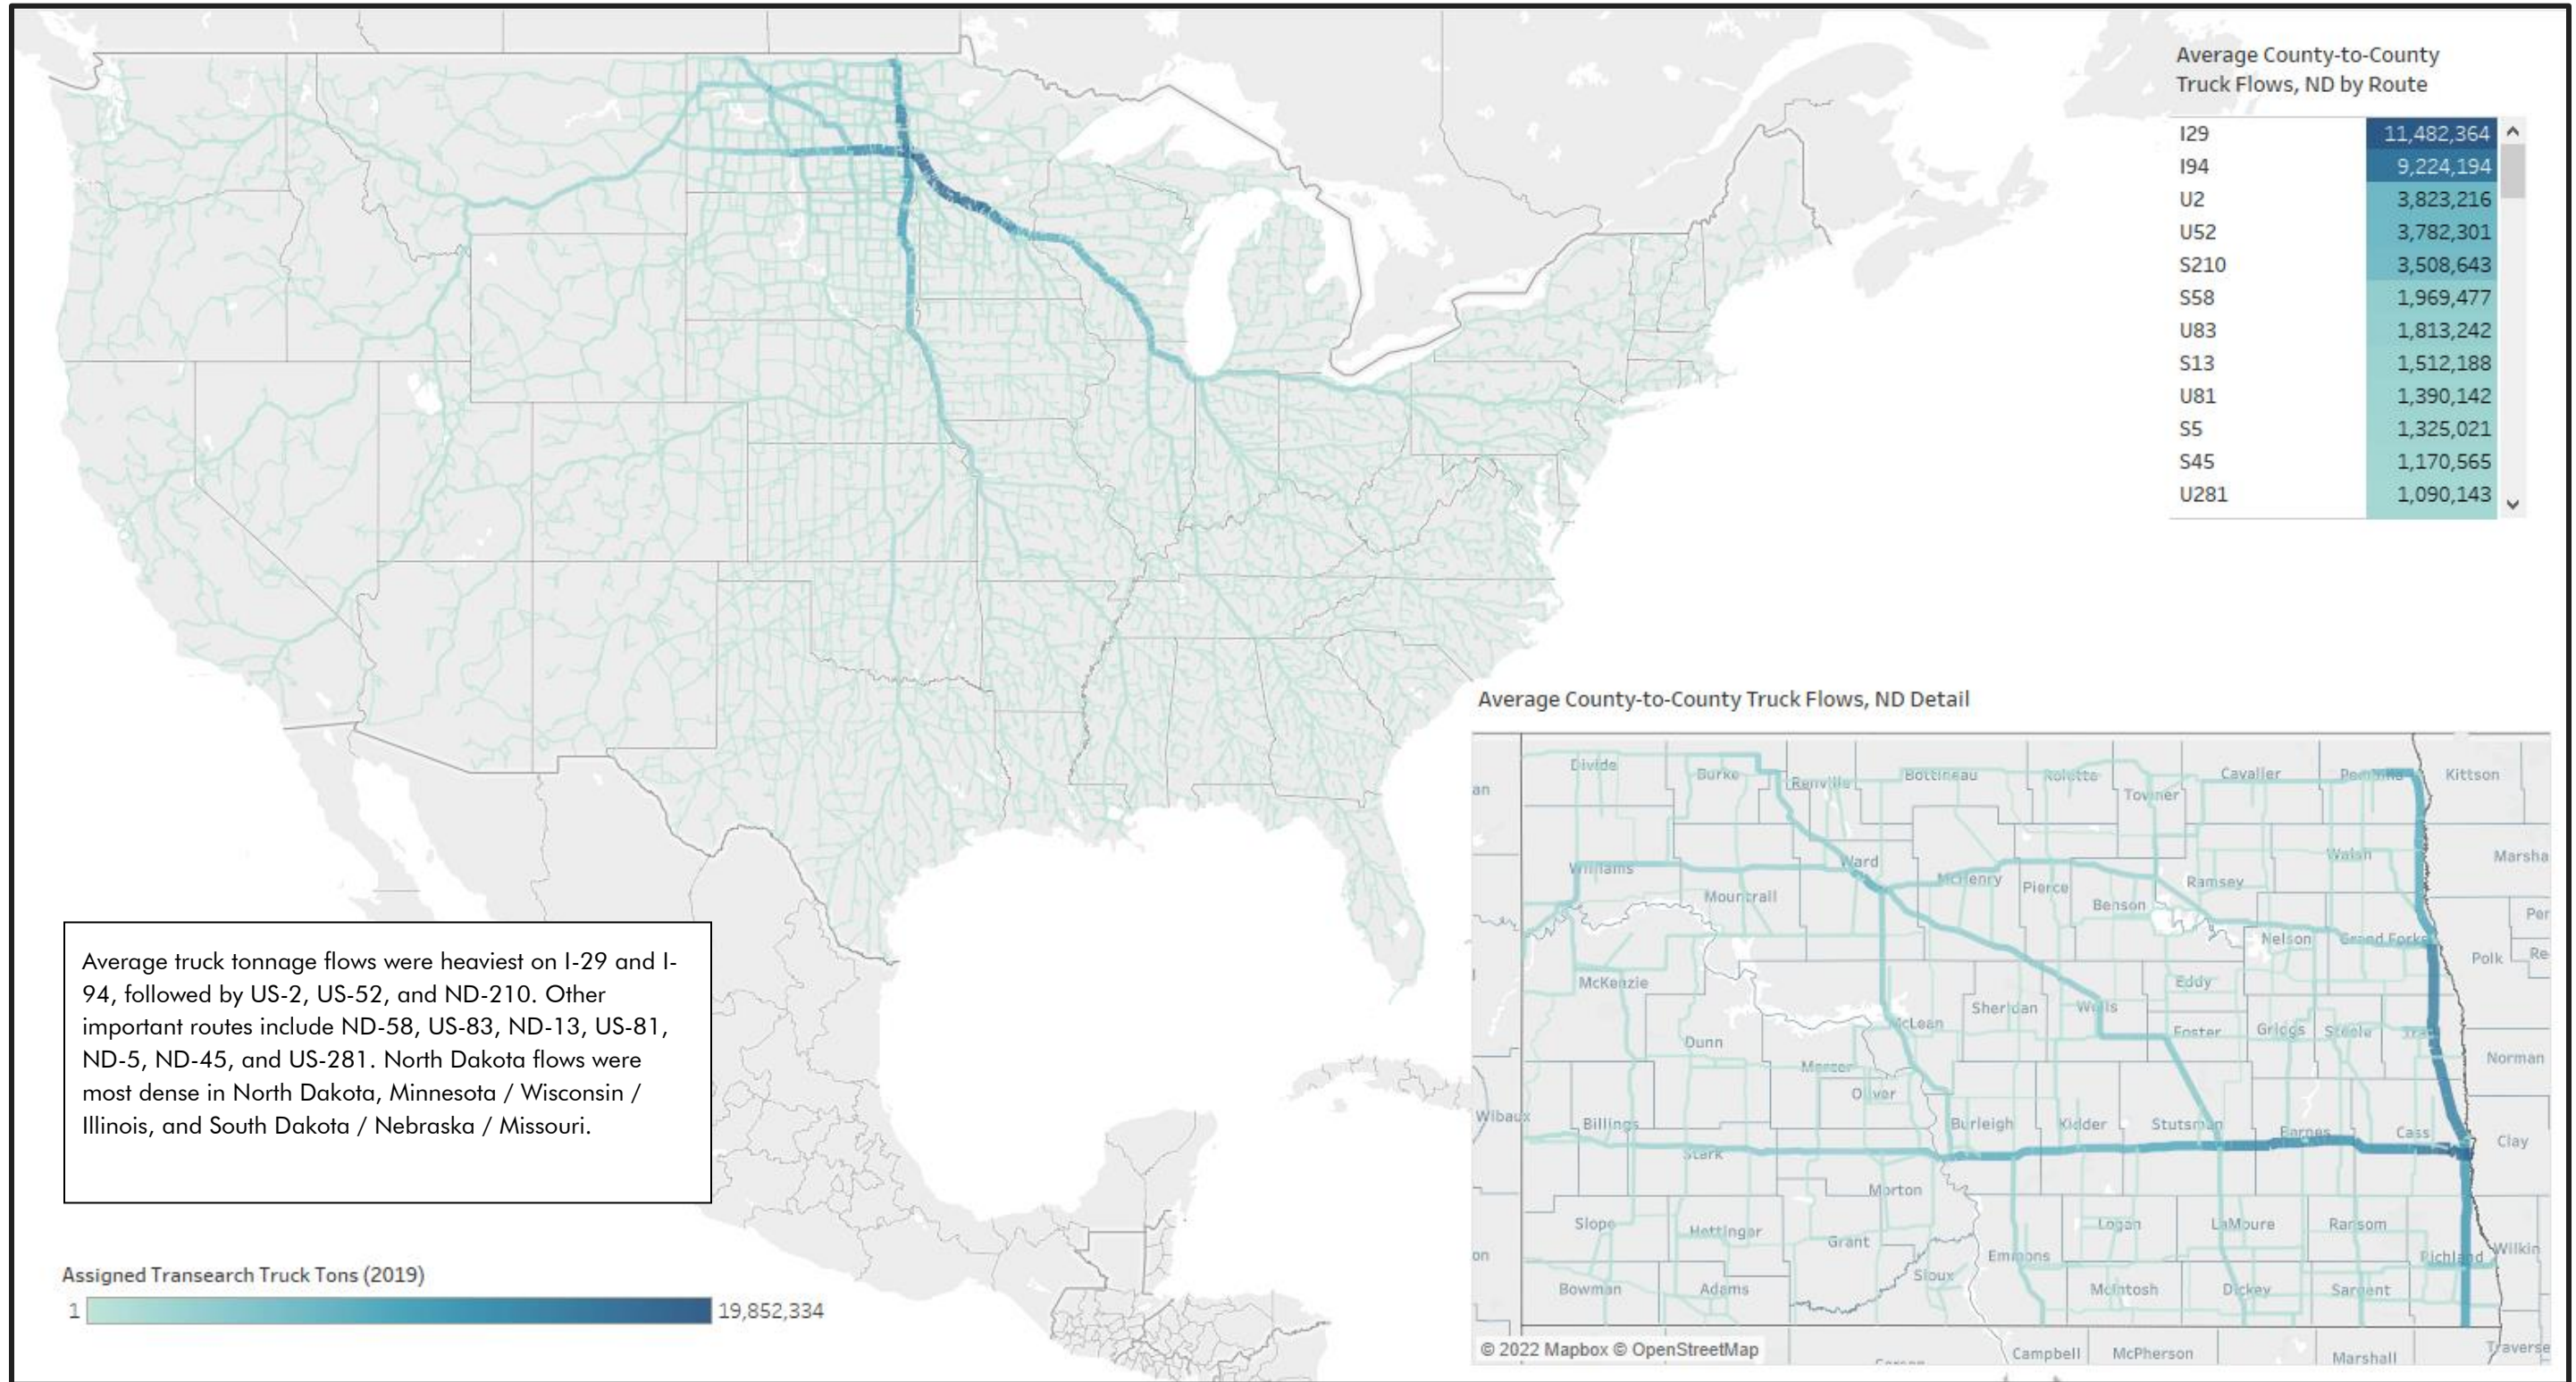 Average County-to-County
Truck Flows, ND by Route
I29 11,482,364
I94 9,224,194
U2 3,823,216
U52 3,782,301
S210 3,508,643
S58 1,969,477
U83 1,813,242
S13 1,512,188
U81 1,390,142
S5 1,325,021
S45 1,170,565
U281 1,090,143
Average County-to-County Truck Flows, ND Detail
Divide Burke Renville Bottineau Rolette Towner Cavalier Pembina Kittson
an
Williams Ward McHenry Pierce Ramsey Walsh Marsha
Mountrail Benson Nelson Grand Forks Polk Per
Re
McKenzie Sheridan Wells Eddy
Dunn McLean Foster Griggs Steele Norman
Mercer Oliver
Wibaux Billings Burleigh Kidder Stutsman Barnes Cass Clay
Stark Morton
Slope Hettinger Grant Logan LaMoure Ransom
on Emmons Richland Wilkin
Bowman Adams Sioux McIntosh Dickey Sargent
Campbell McPherson Marshall Traverse
© 2022 Mapbox © OpenStreetMap
Average truck tonnage flows were heaviest on I-29 and I-
94, followed by US-2, US-52, and ND-210. Other
important routes include ND-58, US-83, ND-13, US-81,
ND-5, ND-45, and US-281. North Dakota flows were
most dense in North Dakota, Minnesota / Wisconsin /
Illinois, and South Dakota / Nebraska / Missouri.
Assigned Transearch Truck Tons (2019)
1 19,852,334